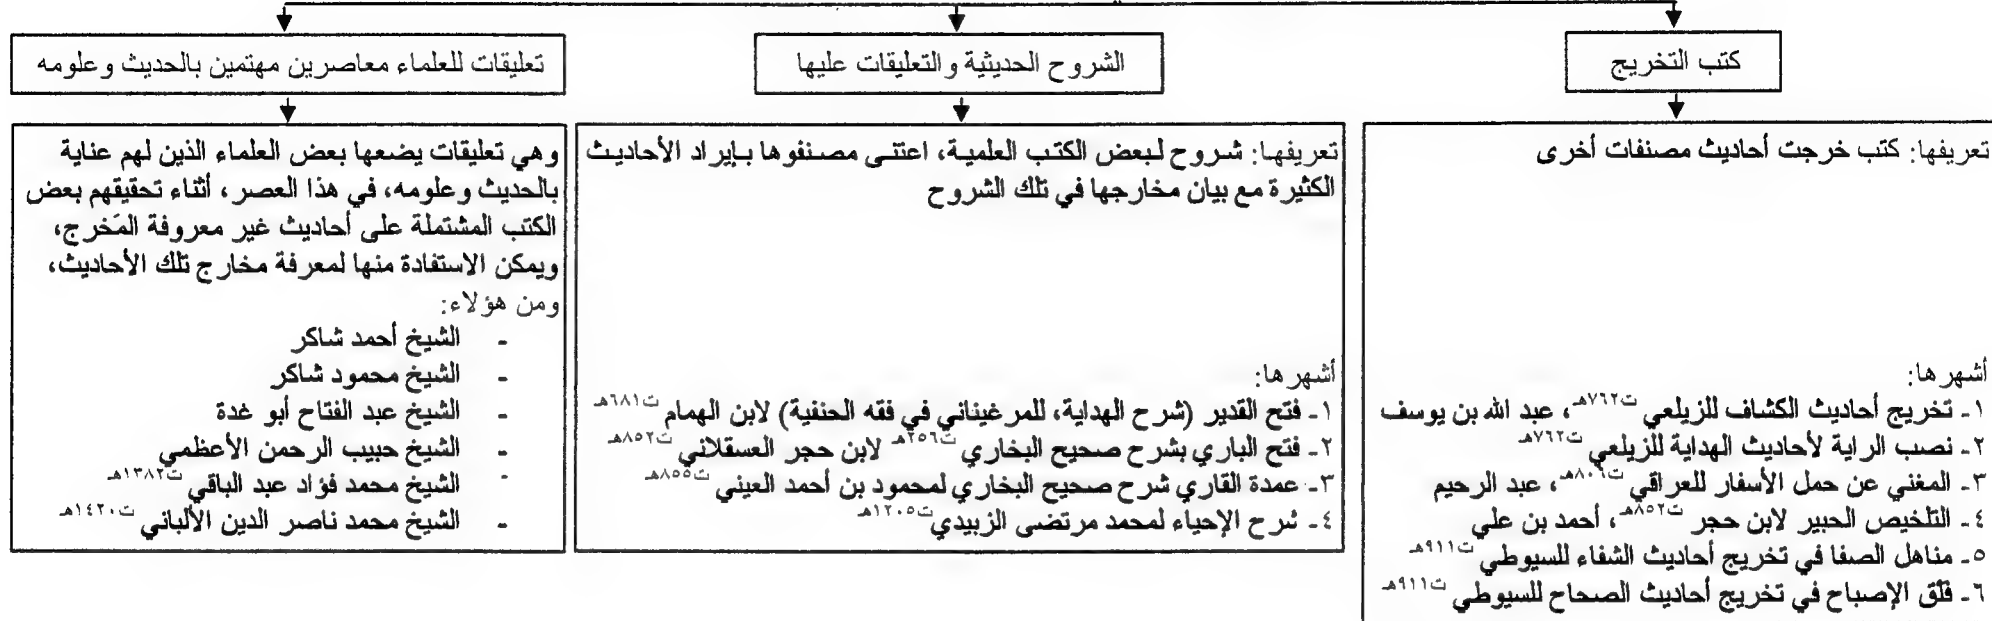 كتب التخريج
تعريفها: كتب خرجت أحاديث مصنفات أخرى
أشهرها:
١- تخريج أحاديث الكشاف للزيلعي ت٧٦٢هـ، عبد الله بن يوسف
٢- نصب الراية لأحاديث الهداية للزيلعي ت٧٦٢هـ
٣- المغني عن حمل الأسفار للعراقي ت٨٠٦هـ، عبد الرحيم
٤- التلخيص الحبير لابن حجر ت٨٥٢هـ، أحمد بن علي
٥- مناهل الصفا في تخريج أحاديث الشفاء للسيوطي ت٩١١هـ
٦- فلق الإصباح في تخريج أحاديث الصحاح للسيوطي ت٩١١هـ
الشروح الحديثية والتعليقات عليها
تعريفها: شروح لبعض الكتب العلمية، اعتنى مصنفوها بإيراد الأحاديث
الكثيرة مع بيان مخارجها في تلك الشروح
أشهرها:
١- فتح القدير (شرح الهداية، للمرغيناني في فقه الحنفية) لابن الهمام ت٦٨١هـ
٢- فتح الباري بشرح صحيح البخاري ت٢٥٦هـ لابن حجر العسقلاني ت٨٥٢هـ
٣- عمدة القاري شرح صحيح البخاري لمحمود بن أحمد العيني ت٨٥٥هـ
٤- شرح الإحياء لمحمد مرتضى الزبيدي ت١٢٠٥هـ
تعليقات للعلماء معاصرين مهتمين بالحديث وعلومه
وهي تعليقات يضعها بعض العلماء الذين لهم عناية
بالحديث وعلومه، في هذا العصر، أثناء تحقيقهم بعض
الكتب المشتملة على أحاديث غير معروفة المَخرج،
ويمكن الاستفادة منها لمعرفة مخارج تلك الأحاديث،
ومن هؤلاء:
- الشيخ أحمد شاكر
- الشيخ محمود شاكر
- الشيخ عبد الفتاح أبو غدة
- الشيخ حبيب الرحمن الأعظمي
- الشيخ محمد فؤاد عبد الباقي ت١٣٨٢هـ
- الشيخ محمد ناصر الدين الألباني ت١٤٢٠هـ